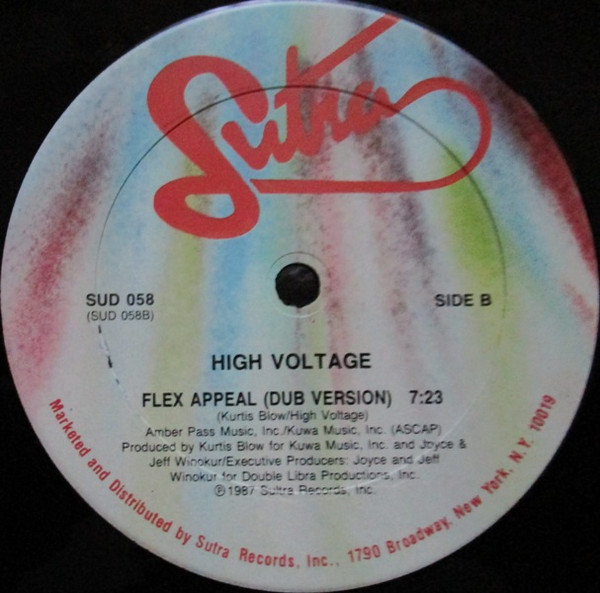 Sutra
SUD 058
(SUD 058B)
SIDE B
HIGH VOLTAGE
FLEX APPEAL (DUB VERSION) 7:23
(Kurtis Blow/High Voltage)
Amber Pass Music, Inc./Kuwa Music, Inc. (ASCAP)
Produced by Kurtis Blow for Kuwa Music, Inc. and Joyce &
Jeff Winokur/Executive Producers: Joyce and Jeff
Winokur for Double Libra Productions, Inc.
℗1987 Sutra Records, Inc.
Marketed and Distributed by Sutra Records, Inc., 1790 Broadway, New York, N.Y. 10019